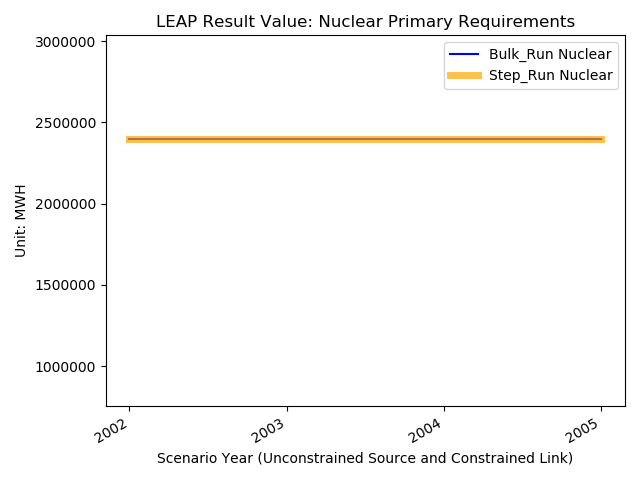 LEAP Result Value: Nuclear Primary Requirements
3000000
2500000
2000000
1500000
1000000
Unit: MWH
Bulk_Run Nuclear
Step_Run Nuclear
2002
2003
2004
2005
Scenario Year (Unconstrained Source and Constrained Link)